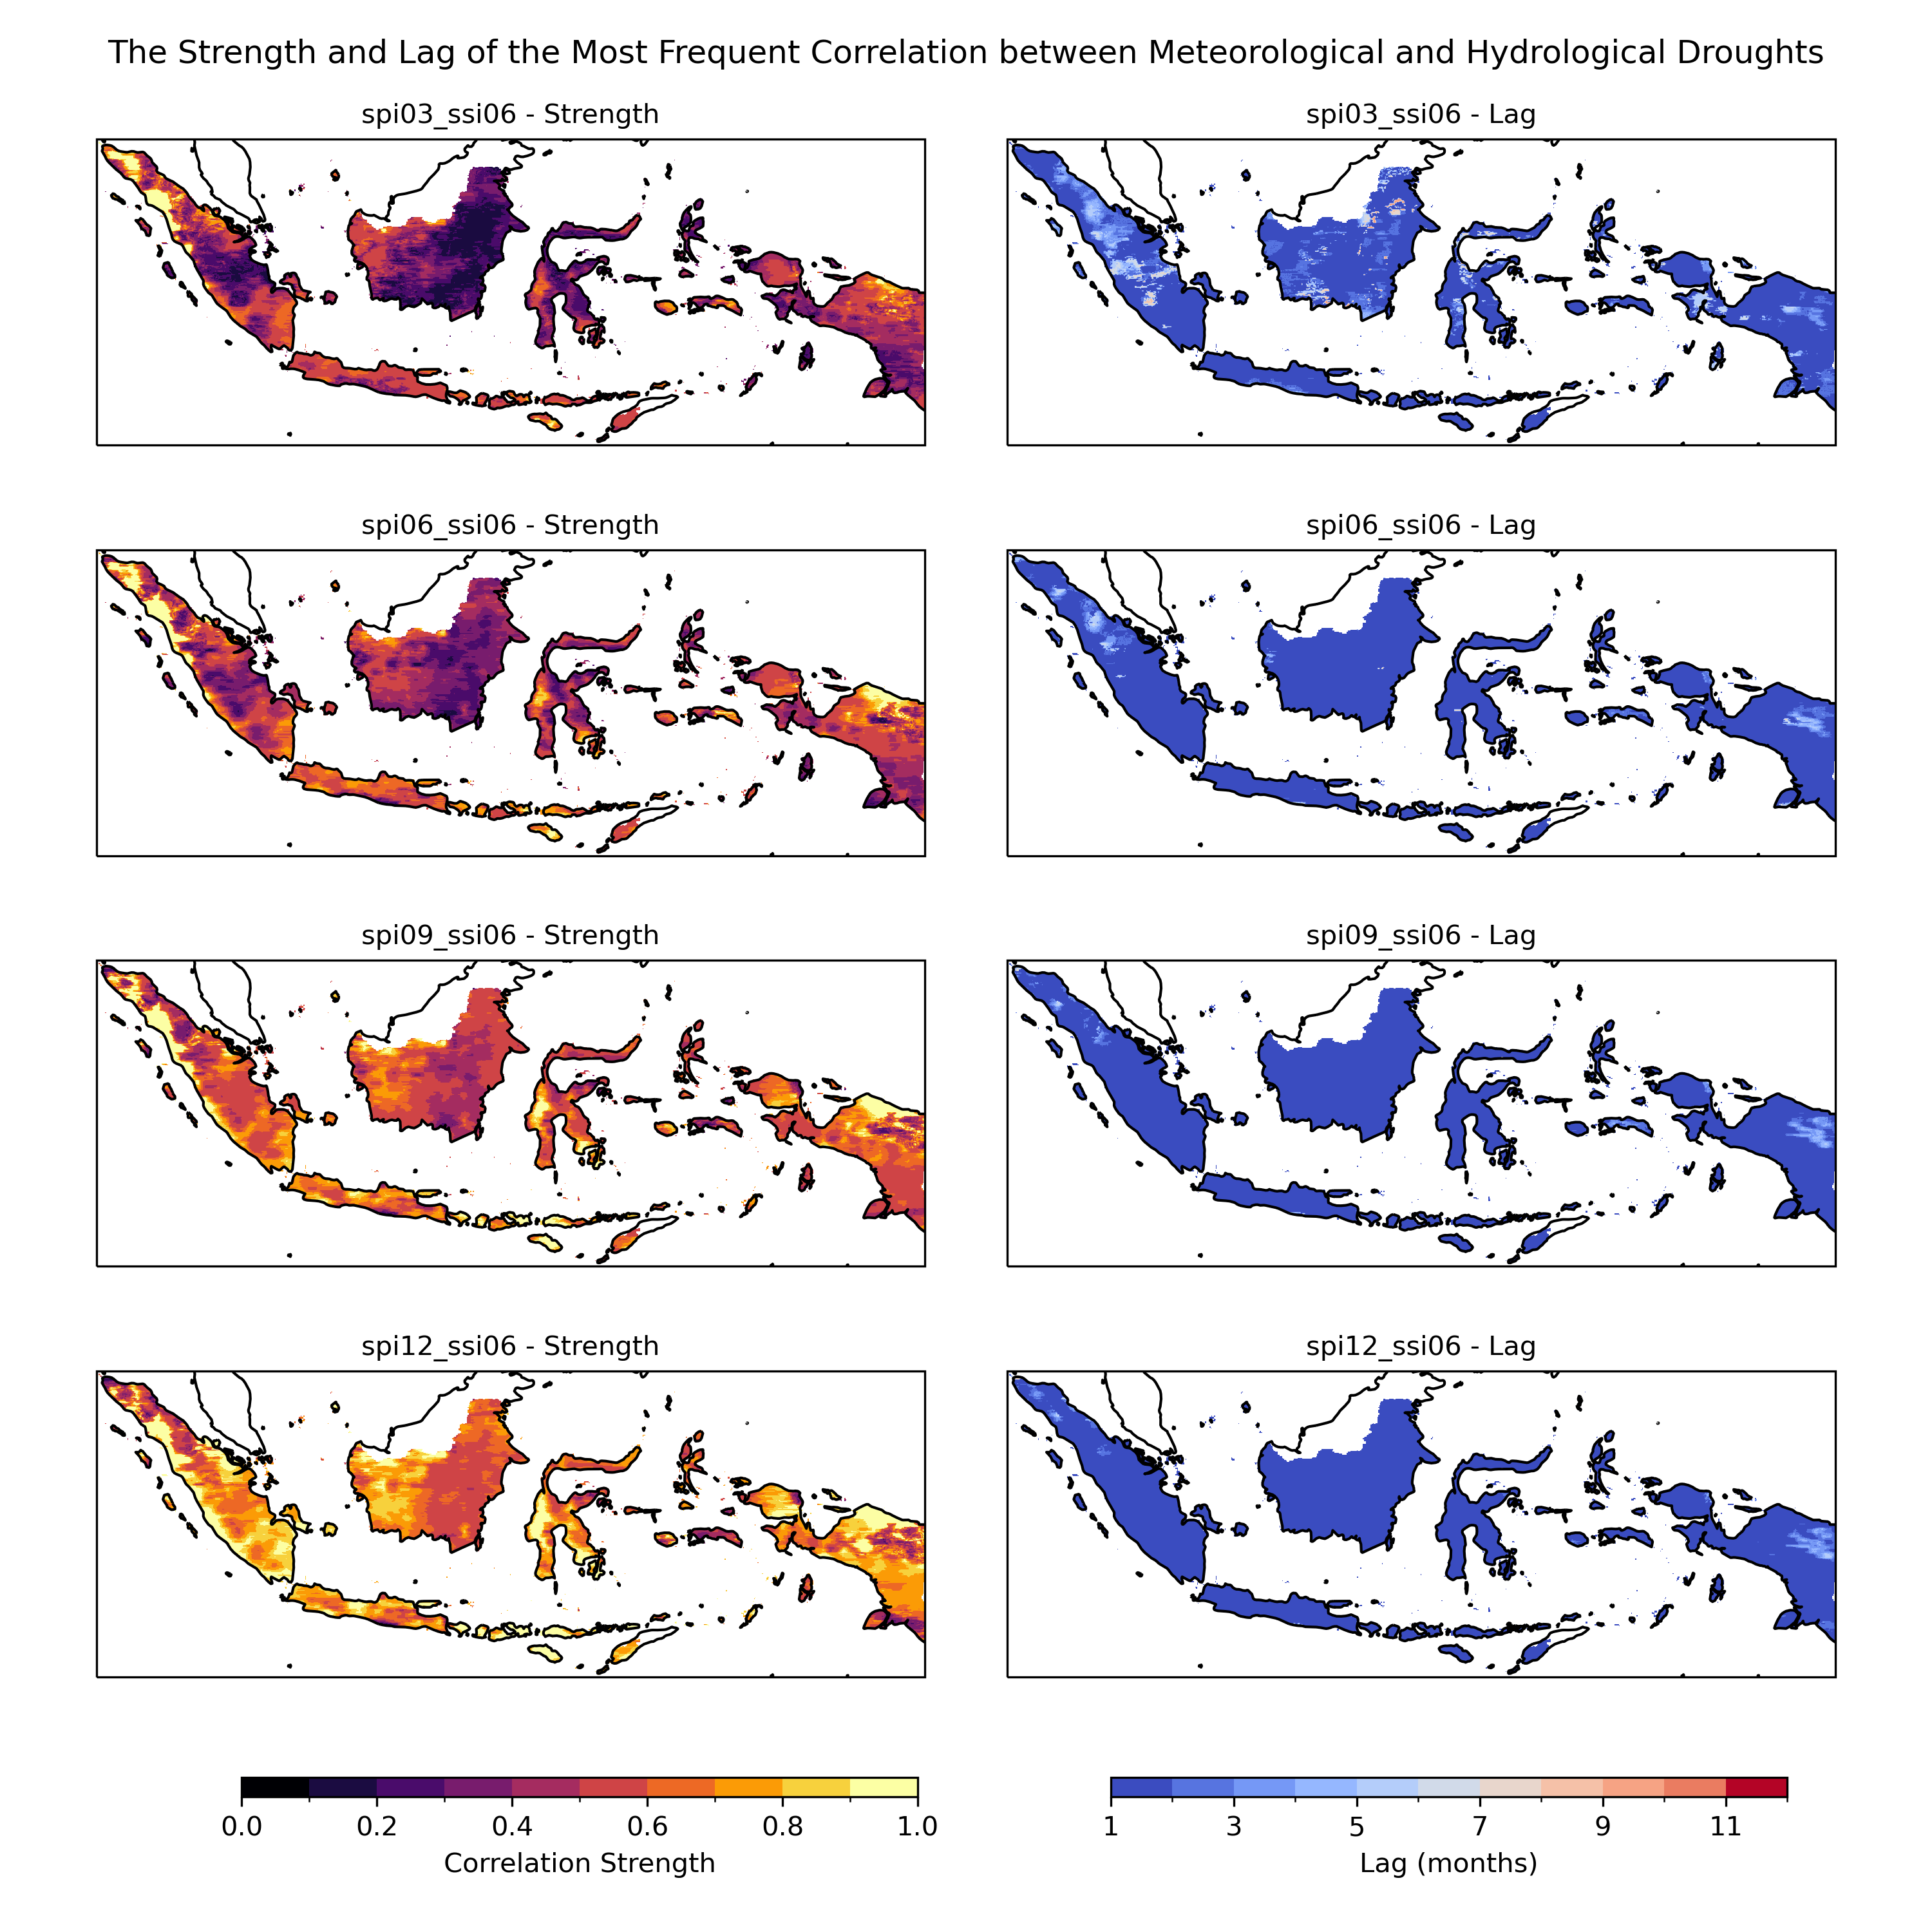 The Strength and Lag of the Most Frequent Correlation between Meteorological and Hydrological Droughts
spi03_ssi06 - Strength
spi03_ssi06 - Lag
spi06_ssi06 - Strength
spi06_ssi06 - Lag
spi09_ssi06 - Strength
spi09_ssi06 - Lag
spi12_ssi06 - Strength
spi12_ssi06 - Lag
0.0 0.2 0.4 0.6 0.8 1.0
Correlation Strength
1 3 5 7 9 11
Lag (months)